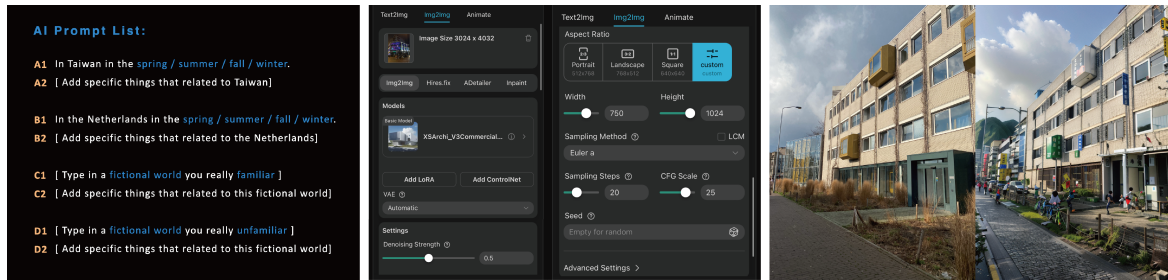 AI Prompt List:
A1 In Taiwan in the spring / summer / fall / winter.
A2 [ Add specific things that related to Taiwan]
B1 In the Netherlands in the spring / summer / fall / winter.
B2 [ Add specific things that related to the Netherlands]
C1 [ Type in a fictional world you really familiar ]
C2 [ Add specific things that related to this fictional world]
D1 [ Type in a fictional world you really unfamiliar ]
D2 [ Add specific things that related to this fictional world]
Text2Img Img2Img Animate
Image Size 3024 x 4032
Img2Img Hires.fix ADetailer Inpaint
Models
Basic Model
XSArchi_V3Commercial...
Add LoRA Add ControlNet
VAE
Automatic
Settings
Denoising Strength
0.5
Text2Img Img2Img Animate
Aspect Ratio
Portrait Landscape Square custom
512x768 768x512 640x640 custom
Width Height
750 1024
Sampling Method LCM
Euler a
Sampling Steps CFG Scale
20 25
Seed
Empty for random
Advanced Settings